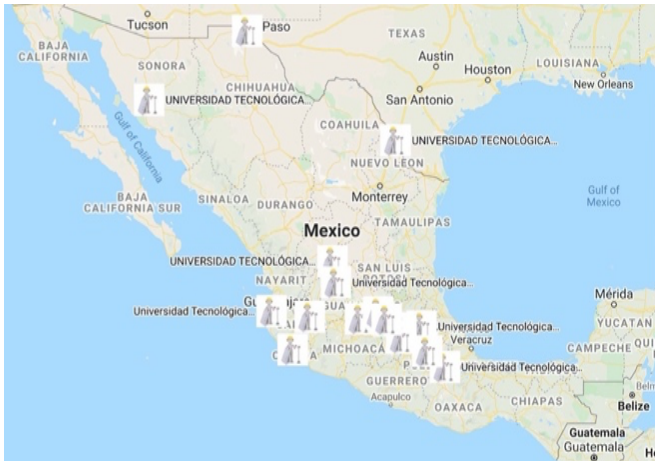 Tucson
Paso
BAJA
CALIFORNIA
SONORA
TEXAS
Austin
Houston
LOUISIANA
New Orleans
San Antonio
CHIHUAHUA
UNIVERSIDAD TECNOLÓGICA...
COAHUILA
UNIVERSIDAD TECNOLÓGICA...
NUEVO LEON
Gulf of California
Monterrey
BAJA
CALIFORNIA SUR
SINALOA
DURANGO
Gulf of
Mexico
TAMAULIPAS
Mexico
UNIVERSIDAD TECNOLÓGICA...
SAN LUIS
NAYARIT
Universidad Tecnológica...
Universidad Tecnológica...
Mérida
YUCATAN
Universidad Tecnológica...
Veracruz
MICHOACÁ
CAMPECHE
QUI
Universidad Tecnológica...
GUERRERO
Acapulco
OAXACA
CHIAPAS
Belm
Belize
Guatemala
Guatemala